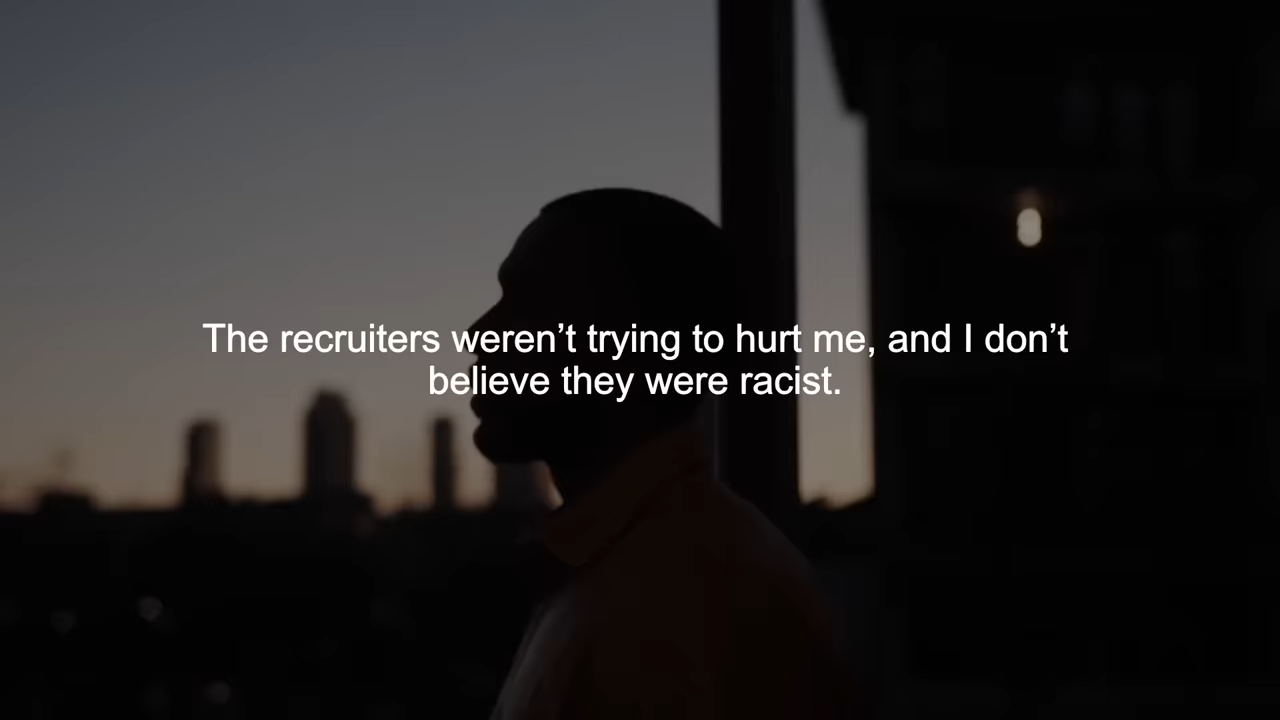 The recruiters weren’t trying to hurt me, and I don’t
believe they were racist.